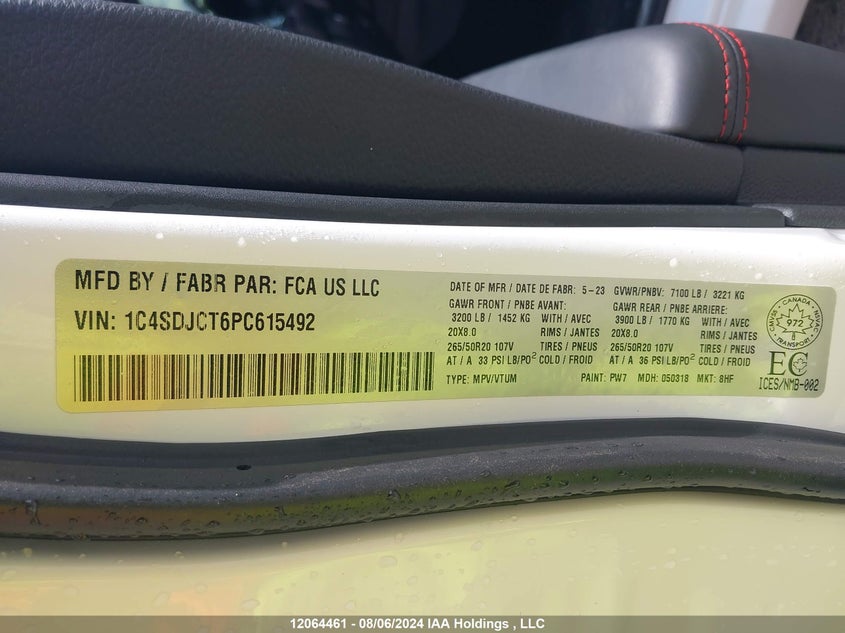 MFD BY / FABR PAR: FCA US LLC
VIN: 1C4SDJCT6PC615492
DATE OF MFR / DATE DE FABR: 5-23 GVWR/PNBV: 7100 LB / 3221 KG
GAWR FRONT / PNBE AVANT: GAWR REAR / PNBE ARRIERE:
3200 LB / 1452 KG WITH / AVEC 3900 LB / 1770 KG WITH / AVEC
20X8.0 RIMS / JANTES 20X8.0 RIMS / JANTES
265/50R20 107V TIRES / PNEUS 265/50R20 107V TIRES / PNEUS
AT / A 33 PSI LB/PO² COLD / FROID AT / A 36 PSI LB/PO² COLD / FROID
TYPE: MPV/VTUM PAINT: PW7 MDH: 050318 MKT: 8HF
CANADA
CMVSS
NSVAC
972
8
TRANSPORT
EC
ICES/NMB-002
12064461 - 08/06/2024 IAA Holdings , LLC